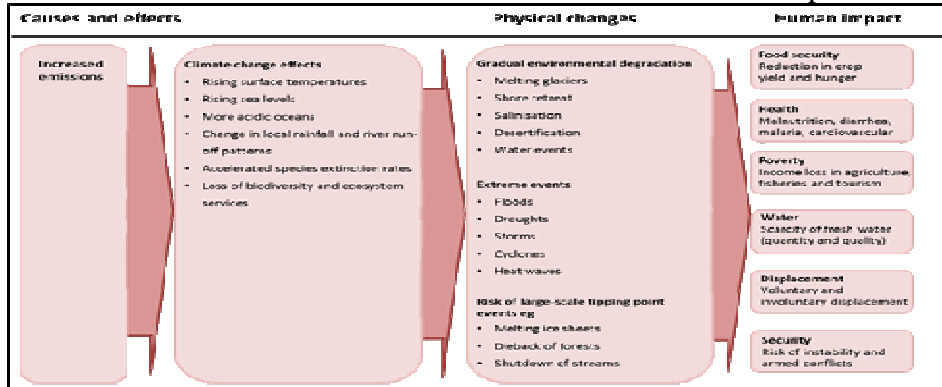 Causes and effects
Physical changes
Human impact
Increased
emissions
Climate change effects
• Rising surface temperatures
• Rising sea levels
• More acidic oceans
• Change in local rainfall and river run-
off patterns
• Accelerated species extinction rates
• Loss of biodiversity and ecosystem
services
Gradual environmental degradation
• Melting glaciers
• Shore retreat
• Salinisation
• Desertification
• Water events
Extreme events
• Floods
• Droughts
• Storms
• Cyclones
• Heat waves
Risk of large-scale tipping point
events eg
• Melting ice sheets
• Dieback of forests
• Shutdown of streams
Food security
Reduction in crop
yield and hunger
Health
Malnutrition, diarrhea,
malaria, cardiovascular
Poverty
Income loss in agriculture,
fisheries and tourism
Water
Scarcity of fresh water
(quantity and quality)
Displacement
Voluntary and
involuntary displacement
Security
Risk of instability and
armed conflicts